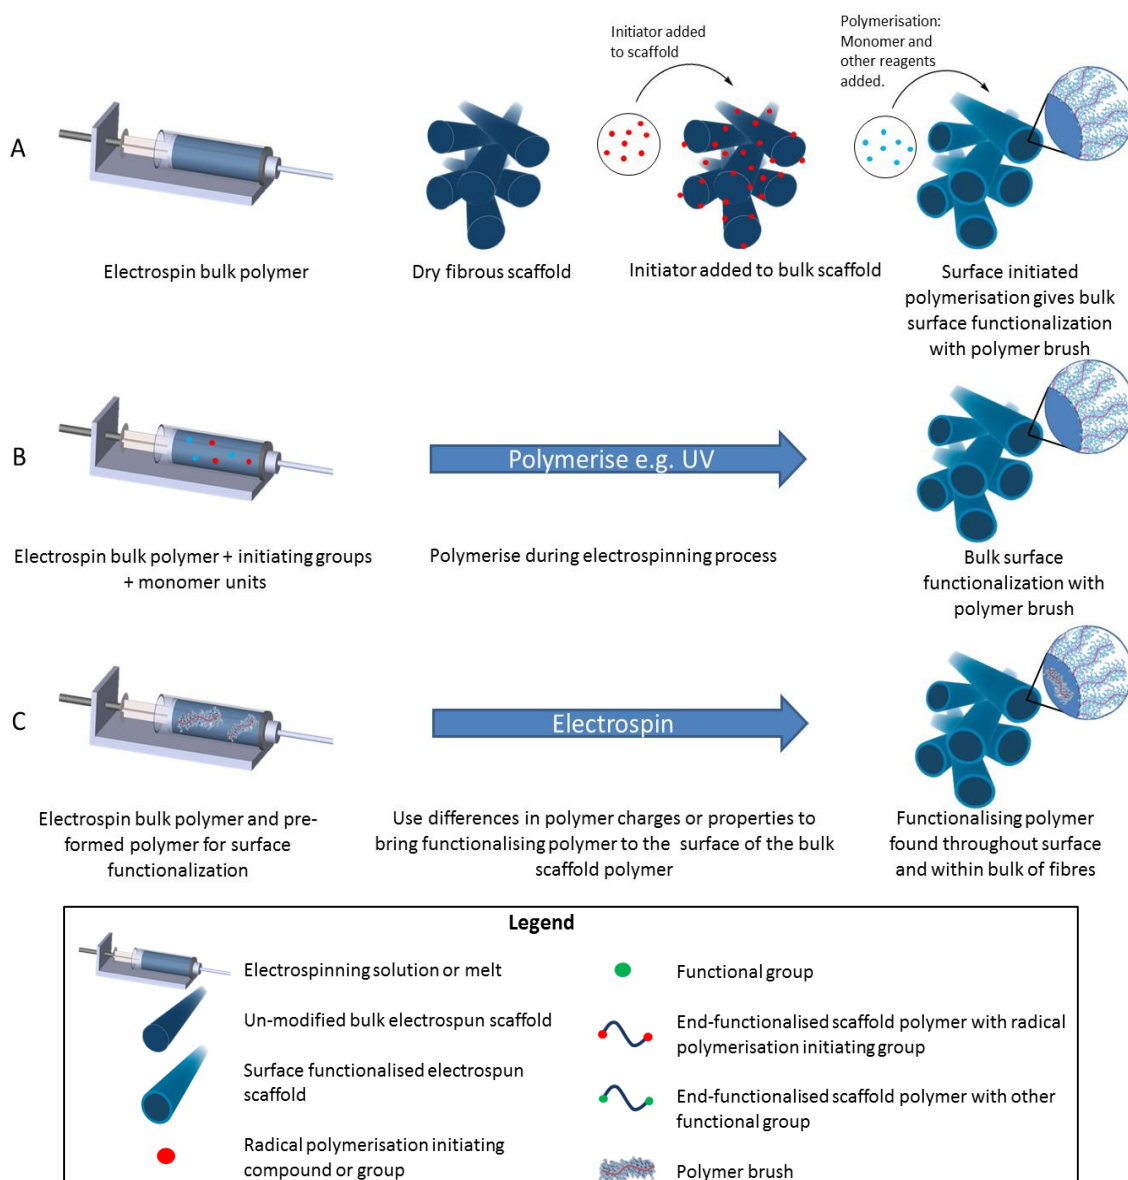 Initiator added
to scaffold
Polymerisation:
Monomer and
other reagents
added.
A
Electrospin bulk polymer
Dry fibrous scaffold
Initiator added to bulk scaffold
Surface initiated
polymerisation gives bulk
surface functionalization
with polymer brush
B
Polymerise e.g. UV
Electrospin bulk polymer + initiating groups
+ monomer units
Polymerise during electrospinning process
Bulk surface
functionalization with
polymer brush
C
Electrospin
Electrospin bulk polymer and pre-
formed polymer for surface
functionalization
Use differences in polymer charges or properties to
bring functionalising polymer to the surface of the bulk
scaffold polymer
Functionalising polymer
found throughout surface
and within bulk of fibres
Legend
Electrospinning solution or melt
Un-modified bulk electrospun scaffold
Surface functionalised electrospun
scaffold
Radical polymerisation initiating
compound or group
Functional group
End-functionalised scaffold polymer with radical
polymerisation initiating group
End-functionalised scaffold polymer with other
functional group
Polymer brush